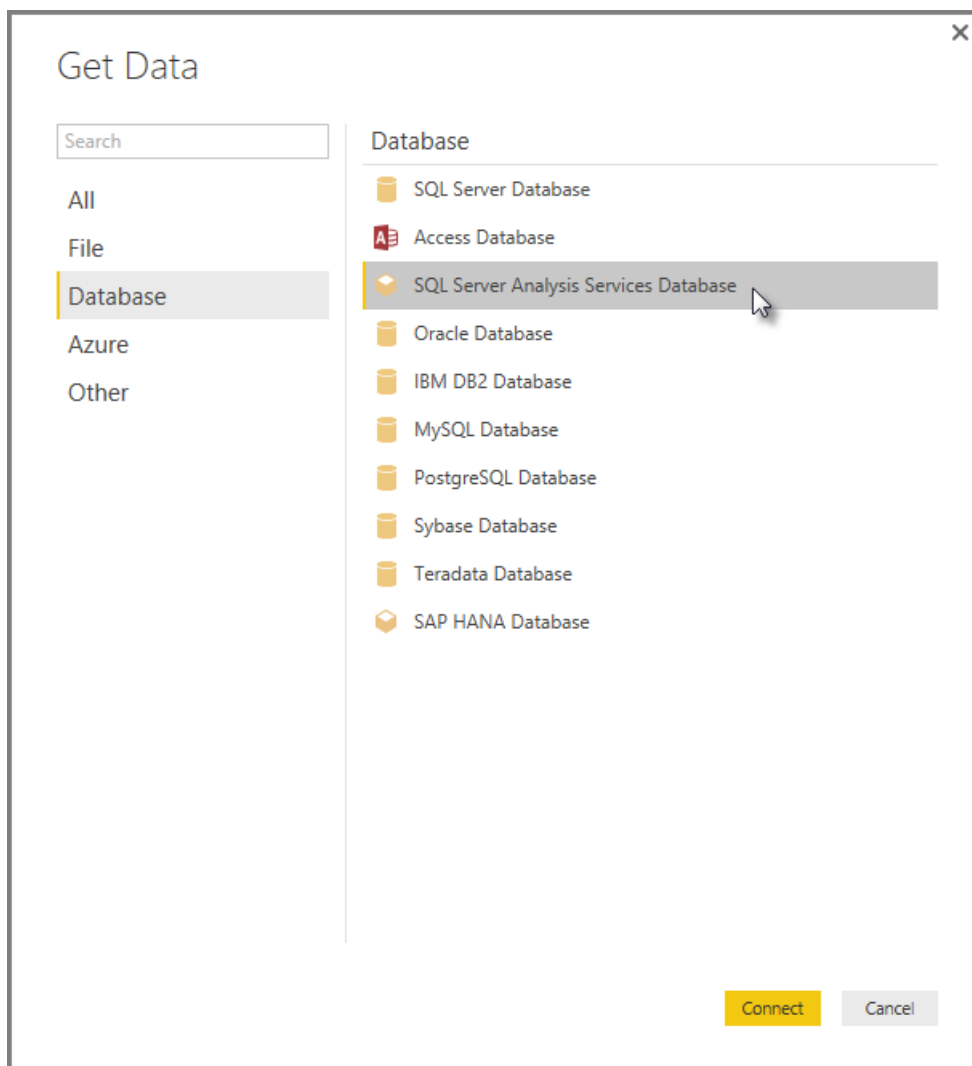 Get Data
Search
All
File
Database
Azure
Other
Database
SQL Server Database
Access Database
SQL Server Analysis Services Database
Oracle Database
IBM DB2 Database
MySQL Database
PostgreSQL Database
Sybase Database
Teradata Database
SAP HANA Database
Connect
Cancel